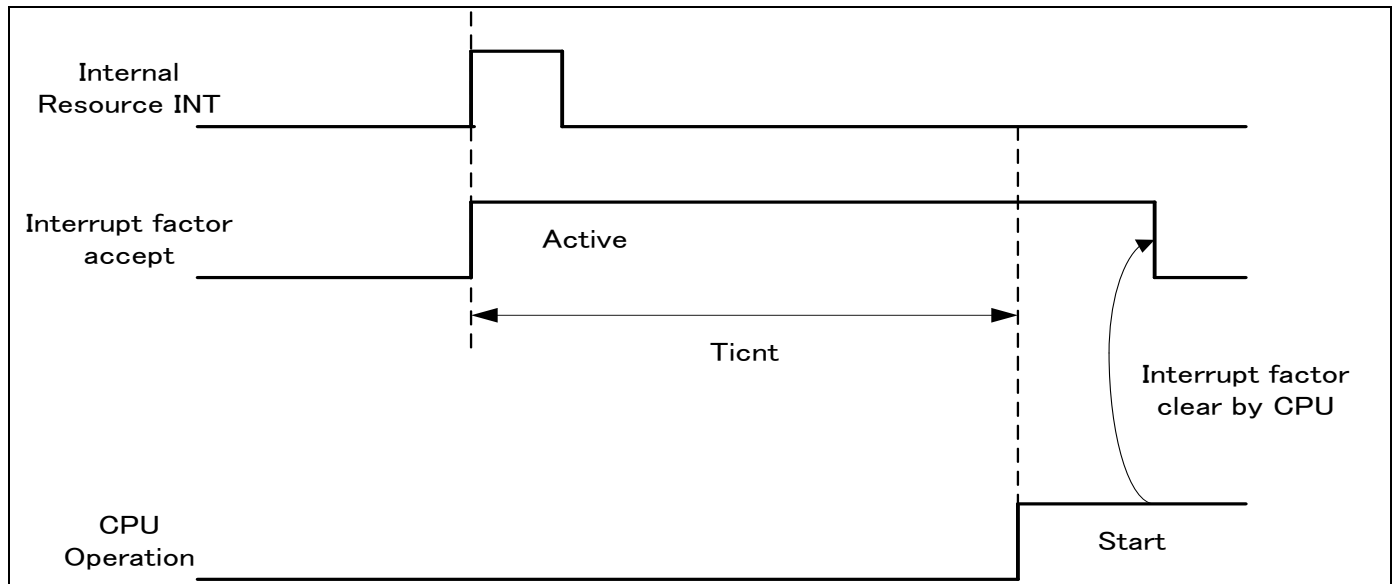 Internal
Resource INT
Interrupt factor
accept
Active
Ticnt
Interrupt factor
clear by CPU
CPU
Operation
Start